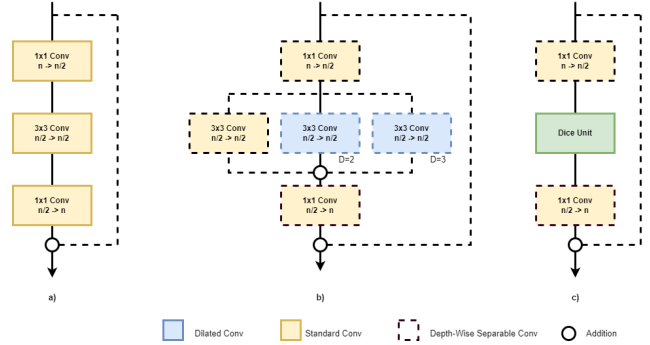 1x1 Conv
n -> n/2
3x3 Conv
n/2 -> n/2
1x1 Conv
n/2 -> n
a)
1x1 Conv
n -> n/2
3x3 Conv
n/2 -> n/2
3x3 Conv
n/2 -> n/2
3x3 Conv
n/2 -> n/2
D=2
D=3
1x1 Conv
n/2 -> n
b)
1x1 Conv
n -> n/2
Dice Unit
1x1 Conv
n/2 -> n
c)
Dilated Conv
Standard Conv
Depth-Wise Separable Conv
Addition